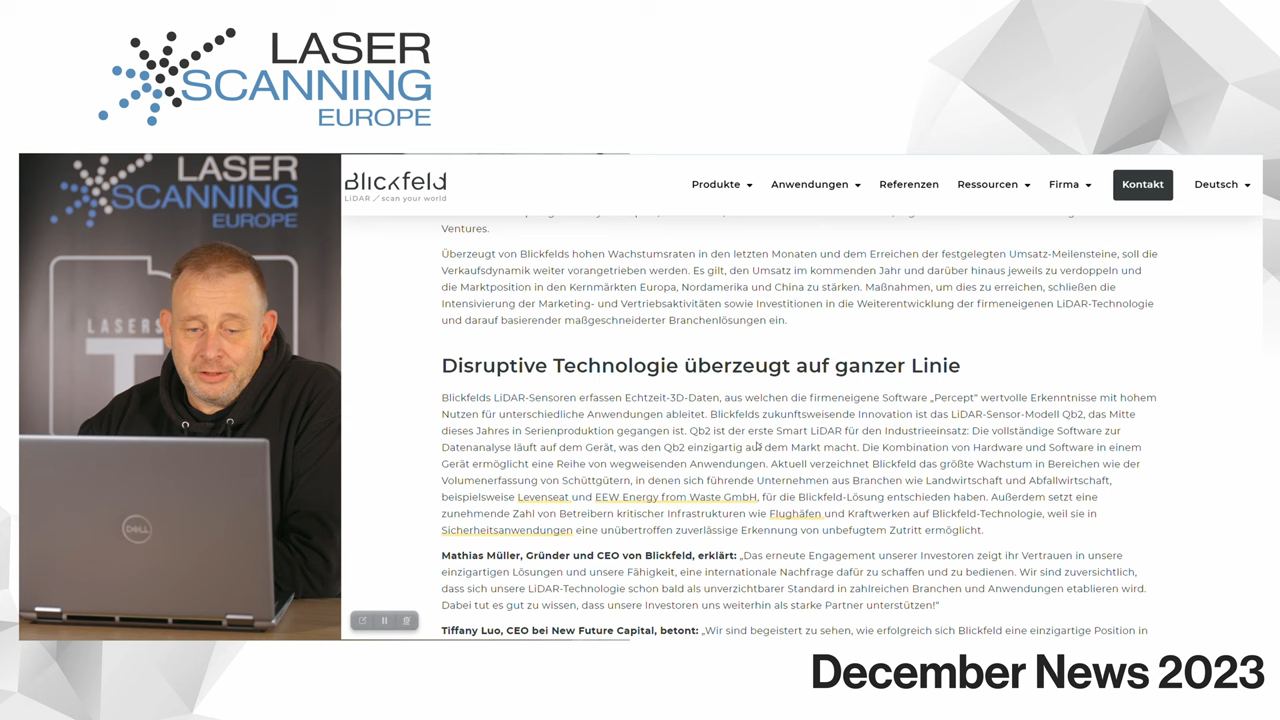 LASER
SCANNING
EUROPE
LASER
SCANNING
EUROPE
LASERS
T
DELL
Blickfeld
LiDAR / scan your world
Produkte
Anwendungen
Referenzen
Ressourcen
Firma
Kontakt
Deutsch
Ventures.
Überzeugt von Blickfelds hohen Wachstumsraten in den letzten Monaten und dem Erreichen der festgelegten Umsatz-Meilensteine, soll die
Verkaufsdynamik weiter vorangetrieben werden. Es gilt, den Umsatz im kommenden Jahr und darüber hinaus jeweils zu verdoppeln und
die Marktposition in den Kernmärkten Europa, Nordamerika und China zu stärken. Maßnahmen, um dies zu erreichen, schließen die
Intensivierung der Marketing- und Vertriebsaktivitäten sowie Investitionen in die Weiterentwicklung der firmeneigenen LiDAR-Technologie
und darauf basierender maßgeschneiderter Branchenlösungen ein.
Disruptive Technologie überzeugt auf ganzer Linie
Blickfelds LiDAR-Sensoren erfassen Echtzeit-3D-Daten, aus welchen die firmeneigene Software „Percept" wertvolle Erkenntnisse mit hohem
Nutzen für unterschiedliche Anwendungen ableitet. Blickfelds zukunftsweisende Innovation ist das LiDAR-Sensor-Modell Qb2, das Mitte
dieses Jahres in Serienproduktion gegangen ist. Qb2 ist der erste Smart LiDAR für den Industrieeinsatz: Die vollständige Software zur
Datenanalyse läuft auf dem Gerät, was den Qb2 einzigartig auf dem Markt macht. Die Kombination von Hardware und Software in einem
Gerät ermöglicht eine Reihe von wegweisenden Anwendungen. Aktuell verzeichnet Blickfeld das größte Wachstum in Bereichen wie der
Volumenerfassung von Schüttgütern, in denen sich führende Unternehmen aus Branchen wie Landwirtschaft und Abfallwirtschaft,
beispielsweise Levenseat und EEW Energy from Waste GmbH, für die Blickfeld-Lösung entschieden haben. Außerdem setzt eine
zunehmende Zahl von Betreibern kritischer Infrastrukturen wie Flughäfen und Kraftwerken auf Blickfeld-Technologie, weil sie in
Sicherheitsanwendungen eine unübertroffen zuverlässige Erkennung von unbefugtem Zutritt ermöglicht.
Mathias Müller, Gründer und CEO von Blickfeld, erklärt: „Das erneute Engagement unserer Investoren zeigt ihr Vertrauen in unsere
einzigartigen Lösungen und unsere Fähigkeit, eine internationale Nachfrage dafür zu schaffen und zu bedienen. Wir sind zuversichtlich,
dass sich unsere LiDAR-Technologie schon bald als unverzichtbarer Standard in zahlreichen Branchen und Anwendungen etablieren wird.
Dabei tut es gut zu wissen, dass unsere Investoren uns weiterhin als starke Partner unterstützen!"
Tiffany Luo, CEO bei New Future Capital, betont: „Wir sind begeistert zu sehen, wie erfolgreich sich Blickfeld eine einzigartige Position in
December News 2023